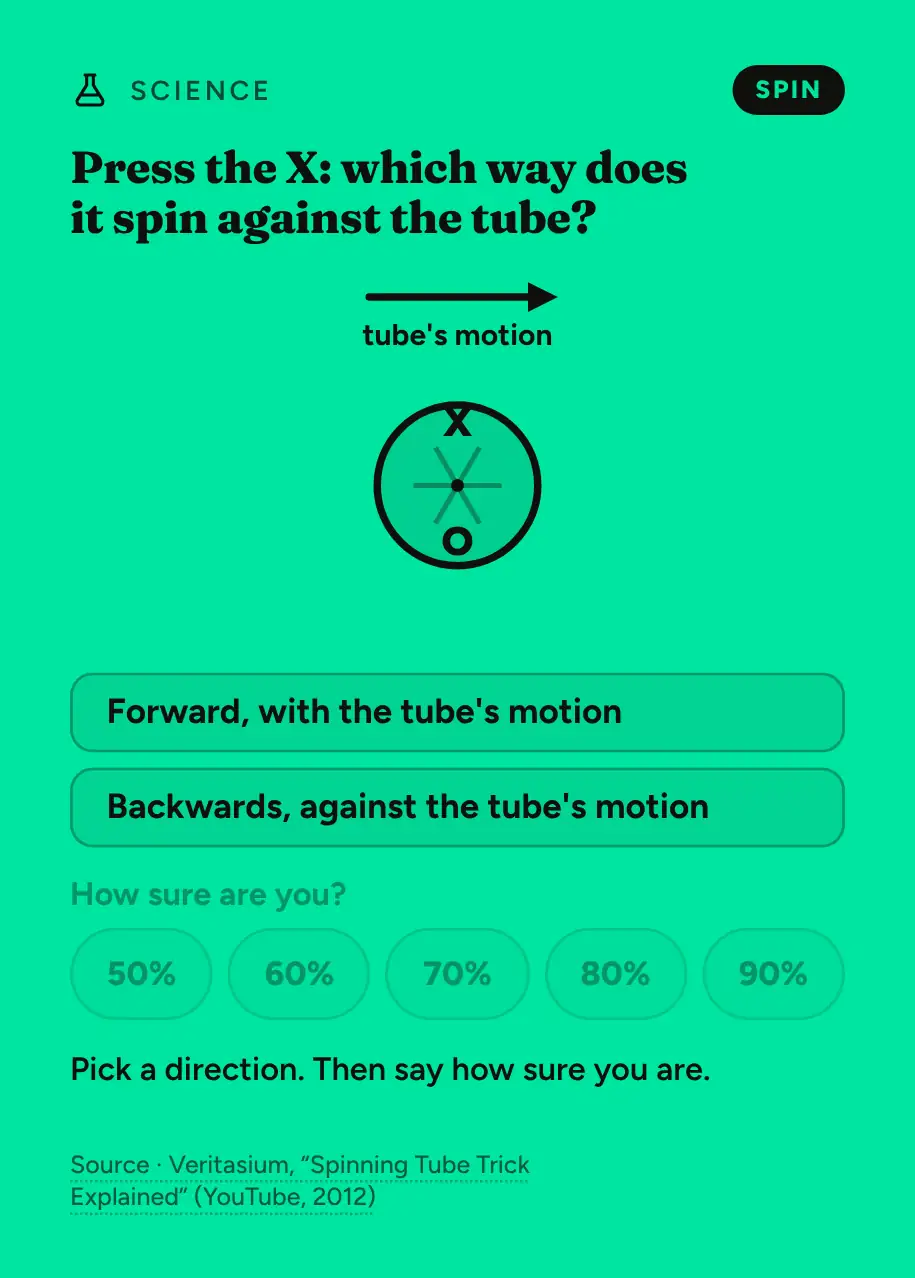 SCIENCE
SPIN
Press the X: which way does
it spin against the tube?
tube's motion
X
O
Forward, with the tube's motion
Backwards, against the tube's motion
How sure are you?
50%
60%
70%
80%
90%
Pick a direction. Then say how sure you are.
Source · Veritasium, “Spinning Tube Trick
Explained” (YouTube, 2012)